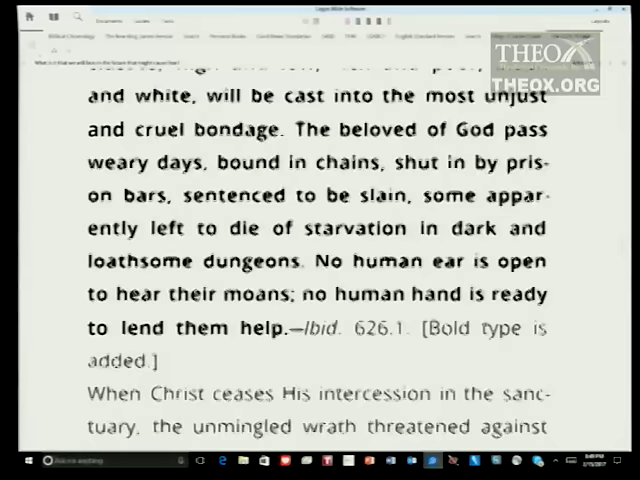 Documents
THEOX
THEOX.ORG
and white, will be cast into the most unjust
and cruel bondage. The beloved of God pass
weary days, bound in chains, shut in by pris-
on bars, sentenced to be slain, some appar-
ently left to die of starvation in dark and
loathsome dungeons. No human ear is open
to hear their moans; no human hand is ready
to lend them help.—Ibid. 626.1. [Bold type is
added.]
When Christ ceases His intercession in the sanc-
tuary, the unmingled wrath threatened against
Ask me anything